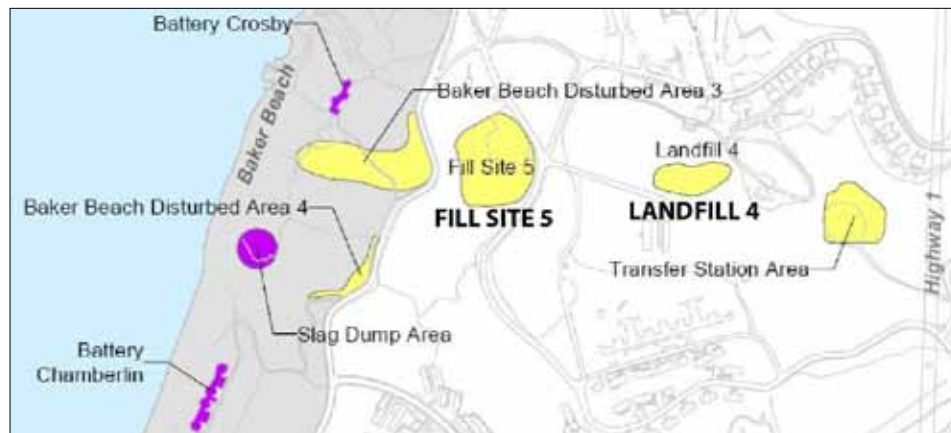 Battery Crosby
Baker Beach
Baker Beach Disturbed Area 3
Landfill 4
Fill Site 5
Baker Beach Disturbed Area 4
FILL SITE 5
LANDFILL 4
Transfer Station Area
Highway 1
Slag Dump Area
Battery
Chamberlin